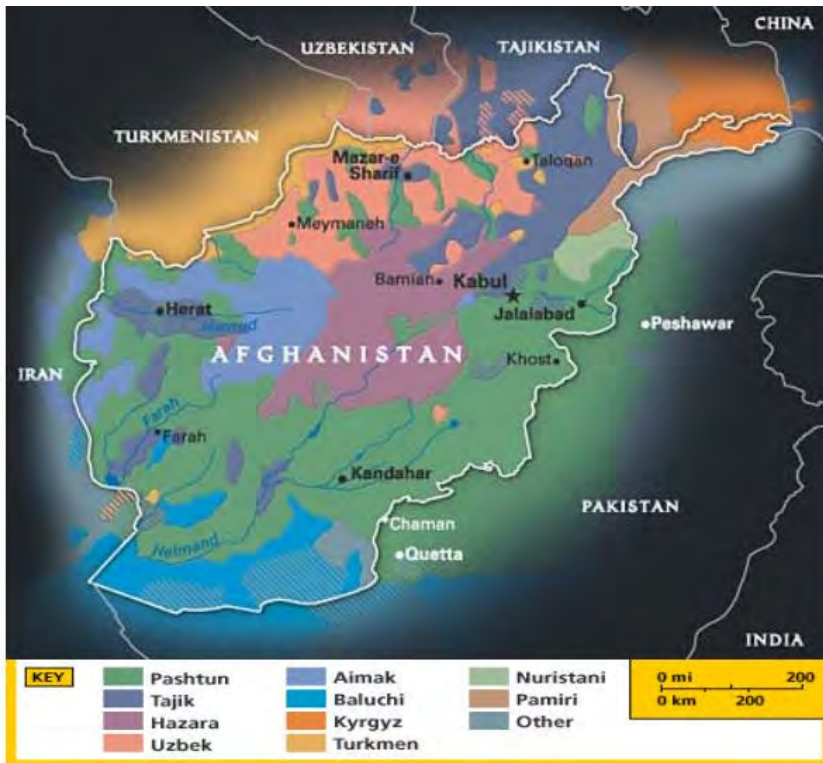 CHINA
UZBEKISTAN
TAJIKISTAN
TURKMENISTAN
Mazar-e
Sharif
Taloqan
Meymaneh
Bamian
Kabul
Herat
Harirud
Jalalabad
Peshawar
AFGHANISTAN
Khost
IRAN
Farah
Farah
Kandahar
PAKISTAN
Chaman
Helmand
Quetta
INDIA
KEY
Pashtun
Tajik
Hazara
Uzbek
Aimak
Baluchi
Kyrgyz
Turkmen
Nuristani
Pamiri
Other
0 mi 200
0 km 200